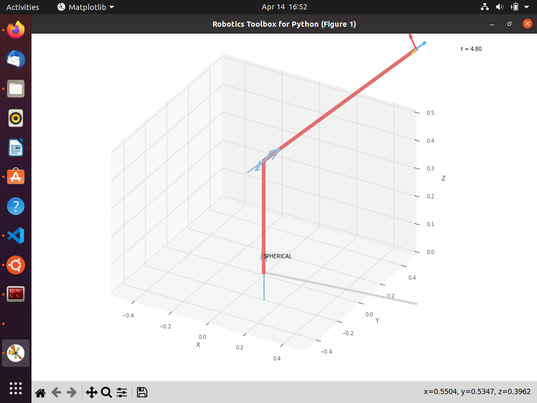 Activities
Matplotlib
Apr 14 16:52
Robotics Toolbox for Python (Figure 1)
t = 4.80
0.5
0.4
0.3
Z
0.2
0.1
0.0
SPHERICAL
0.4
0.2
0.0
Y
−0.2
−0.4
−0.4
−0.2
0.0
X
0.2
0.4
x=0.5504, y=0.5347, z=0.3962